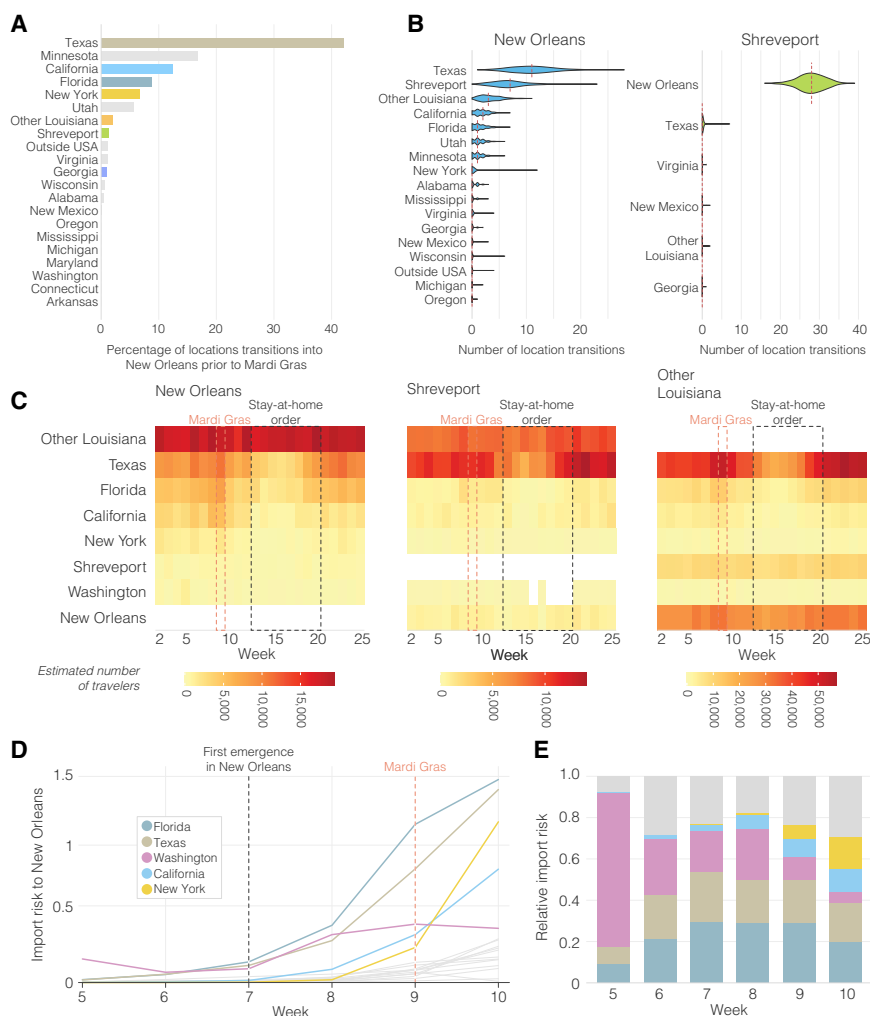 A
Texas
Minnesota
California
Florida
New York
Utah
Other Louisiana
Shreveport
Outside USA
Virginia
Georgia
Wisconsin
Alabama
New Mexico
Oregon
Mississippi
Michigan
Maryland
Washington
Connecticut
Arkansas
0 10 20 30 40
Percentage of locations transitions into
New Orleans prior to Mardi Gras
B
New Orleans
Texas
Shreveport
Other Louisiana
California
Florida
Utah
Minnesota
New York
Alabama
Mississippi
Virginia
Georgia
New Mexico
Wisconsin
Outside USA
Michigan
Oregon
0 10 20
Number of location transitions
Shreveport
New Orleans
Texas
Virginia
New Mexico
Other
Louisiana
Georgia
0 10 20 30 40
Number of location transitions
C
New Orleans
Mardi Gras
Stay-at-home
order
Other Louisiana
Texas
Florida
California
New York
Shreveport
Washington
New Orleans
2 5 10 15 20 25
Week
Shreveport
Mardi Gras
Stay-at-home
order
2 5 10 15 20 25
Week
Other
Louisiana
Mardi Gras
Stay-at-home
order
2 5 10 15 20 25
Week
Estimated number
of travelers
0 5,000 10,000 15,000
0 5,000 10,000
0 10,000 20,000 30,000 40,000 50,000
D
First emergence
in New Orleans
Mardi Gras
Import risk to New Orleans
1.5
1
0.5
0
Florida
Texas
Washington
California
New York
5 6 7 8 9 10
Week
E
Relative import risk
1.0
0.8
0.6
0.4
0.2
0
5 6 7 8 9 10
Week